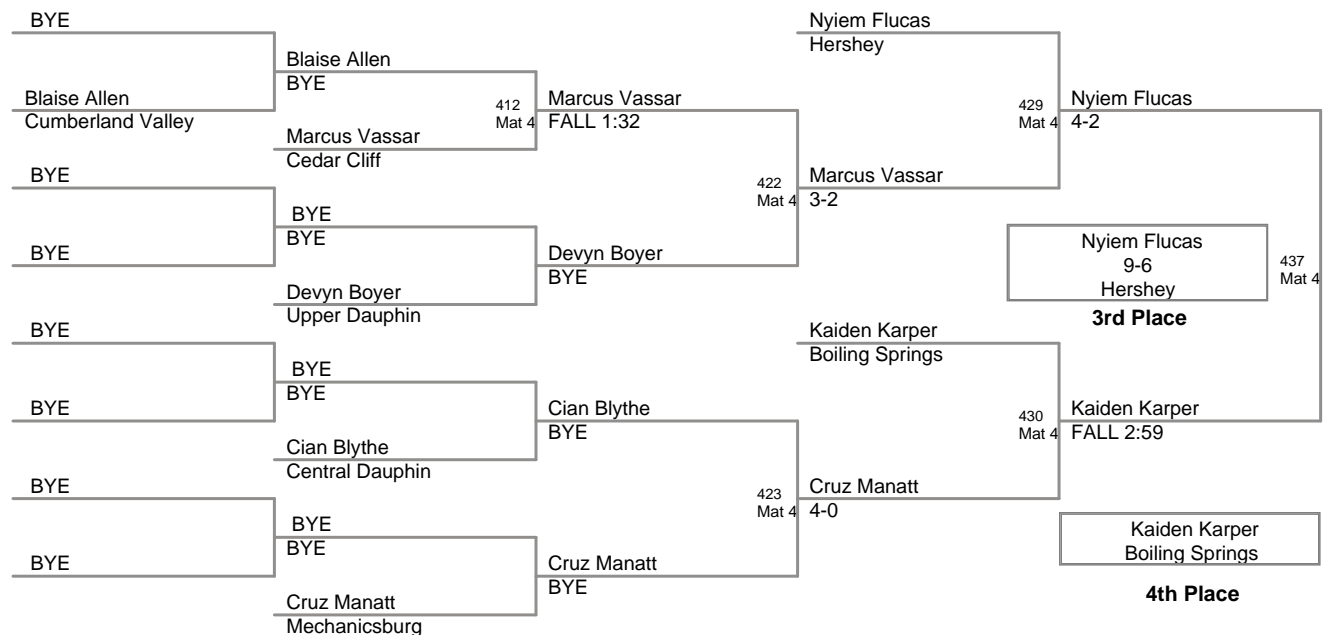 BYE
Blaise Allen
Cumberland Valley
BYE
BYE
BYE
BYE
BYE
BYE
Blaise Allen
BYE
Marcus Vassar
Cedar Cliff
BYE
BYE
Devyn Boyer
Upper Dauphin
BYE
BYE
Cian Blythe
Central Dauphin
BYE
BYE
Cruz Manatt
Mechanicsburg
412
Mat 4
Marcus Vassar
FALL 1:32
Devyn Boyer
BYE
Cian Blythe
BYE
Cruz Manatt
BYE
Nyiem Flucas
Hershey
422
Mat 4
Marcus Vassar
3-2
Kaiden Karper
Boiling Springs
423
Mat 4
Cruz Manatt
4-0
429
Mat 4
Nyiem Flucas
4-2
430
Mat 4
Kaiden Karper
FALL 2:59
437
Mat 4
Nyiem Flucas
9-6
Hershey
3rd Place
Kaiden Karper
Boiling Springs
4th Place